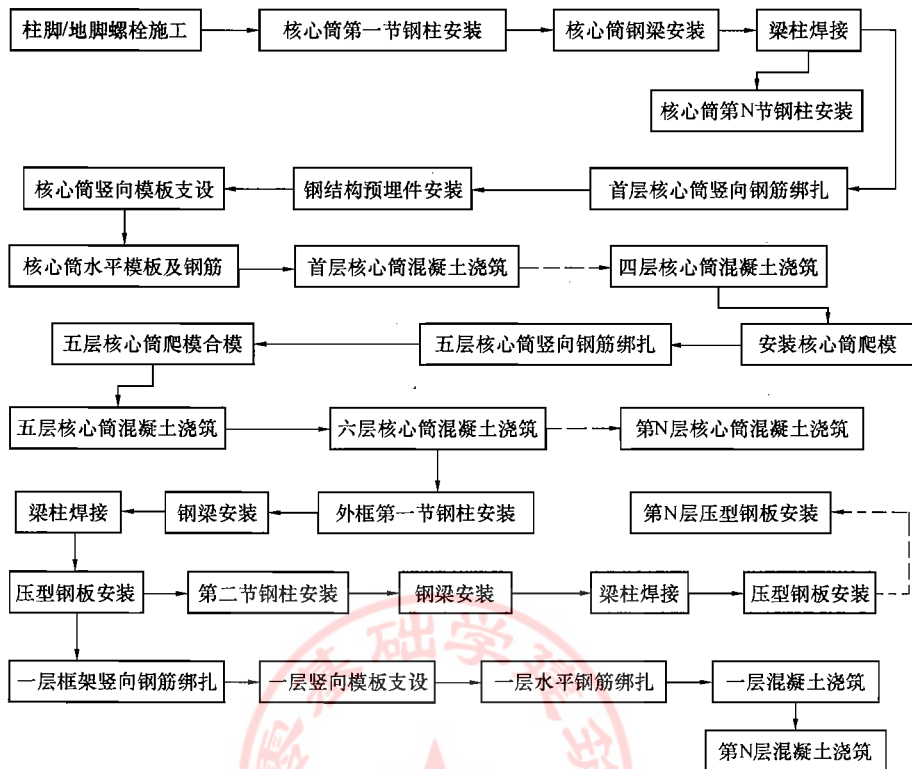 柱脚/地脚螺栓施工
核心筒第一节钢柱安装
核心筒钢梁安装
梁柱焊接
核心筒第N节钢柱安装
核心筒竖向模板支设
钢结构预埋件安装
首层核心筒竖向钢筋绑扎
核心筒水平模板及钢筋
首层核心筒混凝土浇筑
四层核心筒混凝土浇筑
五层核心筒爬模合模
五层核心筒竖向钢筋绑扎
安装核心筒爬模
五层核心筒混凝土浇筑
六层核心筒混凝土浇筑
第N层核心筒混凝土浇筑
梁柱焊接
钢梁安装
外框第一节钢柱安装
第N层压型钢板安装
压型钢板安装
第二节钢柱安装
钢梁安装
梁柱焊接
压型钢板安装
一层框架竖向钢筋绑扎
一层竖向模板支设
一层水平钢筋绑扎
一层混凝土浇筑
第N层混凝土浇筑
基础学建筑